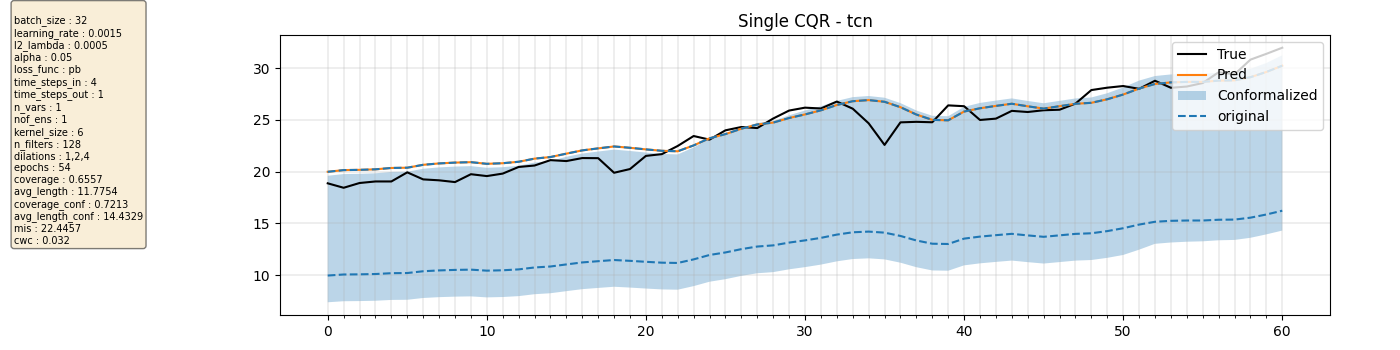 batch_size : 32
learning_rate : 0.0015
l2_lambda : 0.0005
alpha : 0.05
loss_func : pb
time_steps_in : 4
time_steps_out : 1
n_vars : 1
nof_ens : 1
kernel_size : 6
n_filters : 128
dilations : 1,2,4
epochs : 54
coverage : 0.6557
avg_length : 11.7754
coverage_conf : 0.7213
avg_length_conf : 14.4329
mis : 22.4457
cwc : 0.032
Single CQR - tcn
30
25
20
15
10
0 10 20 30 40 50 60
True
Pred
Conformalized
original